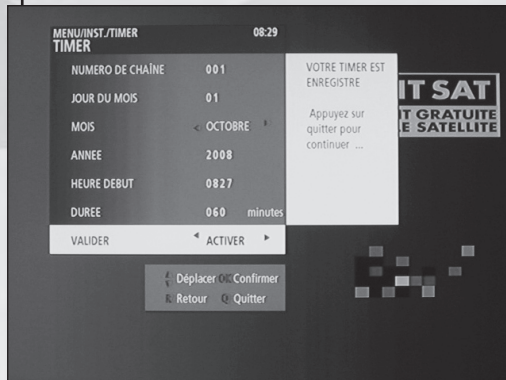 MENU/INST./TIMER 08:29
TIMER
NUMERO DE CHAÎNE 001
JOUR DU MOIS 01
MOIS < OCTOBRE
ANNEE 2008
HEURE DEBUT 0827
DUREE 060 minutes
VALIDER ACTIVER
VOTRE TIMER EST
ENREGISTRE
Appuyez sur
quitter pour
continuer ...
IT SAT
GRATUITE
SATELLITE
Déplacer OK Confirmer
R Retour Q Quitter